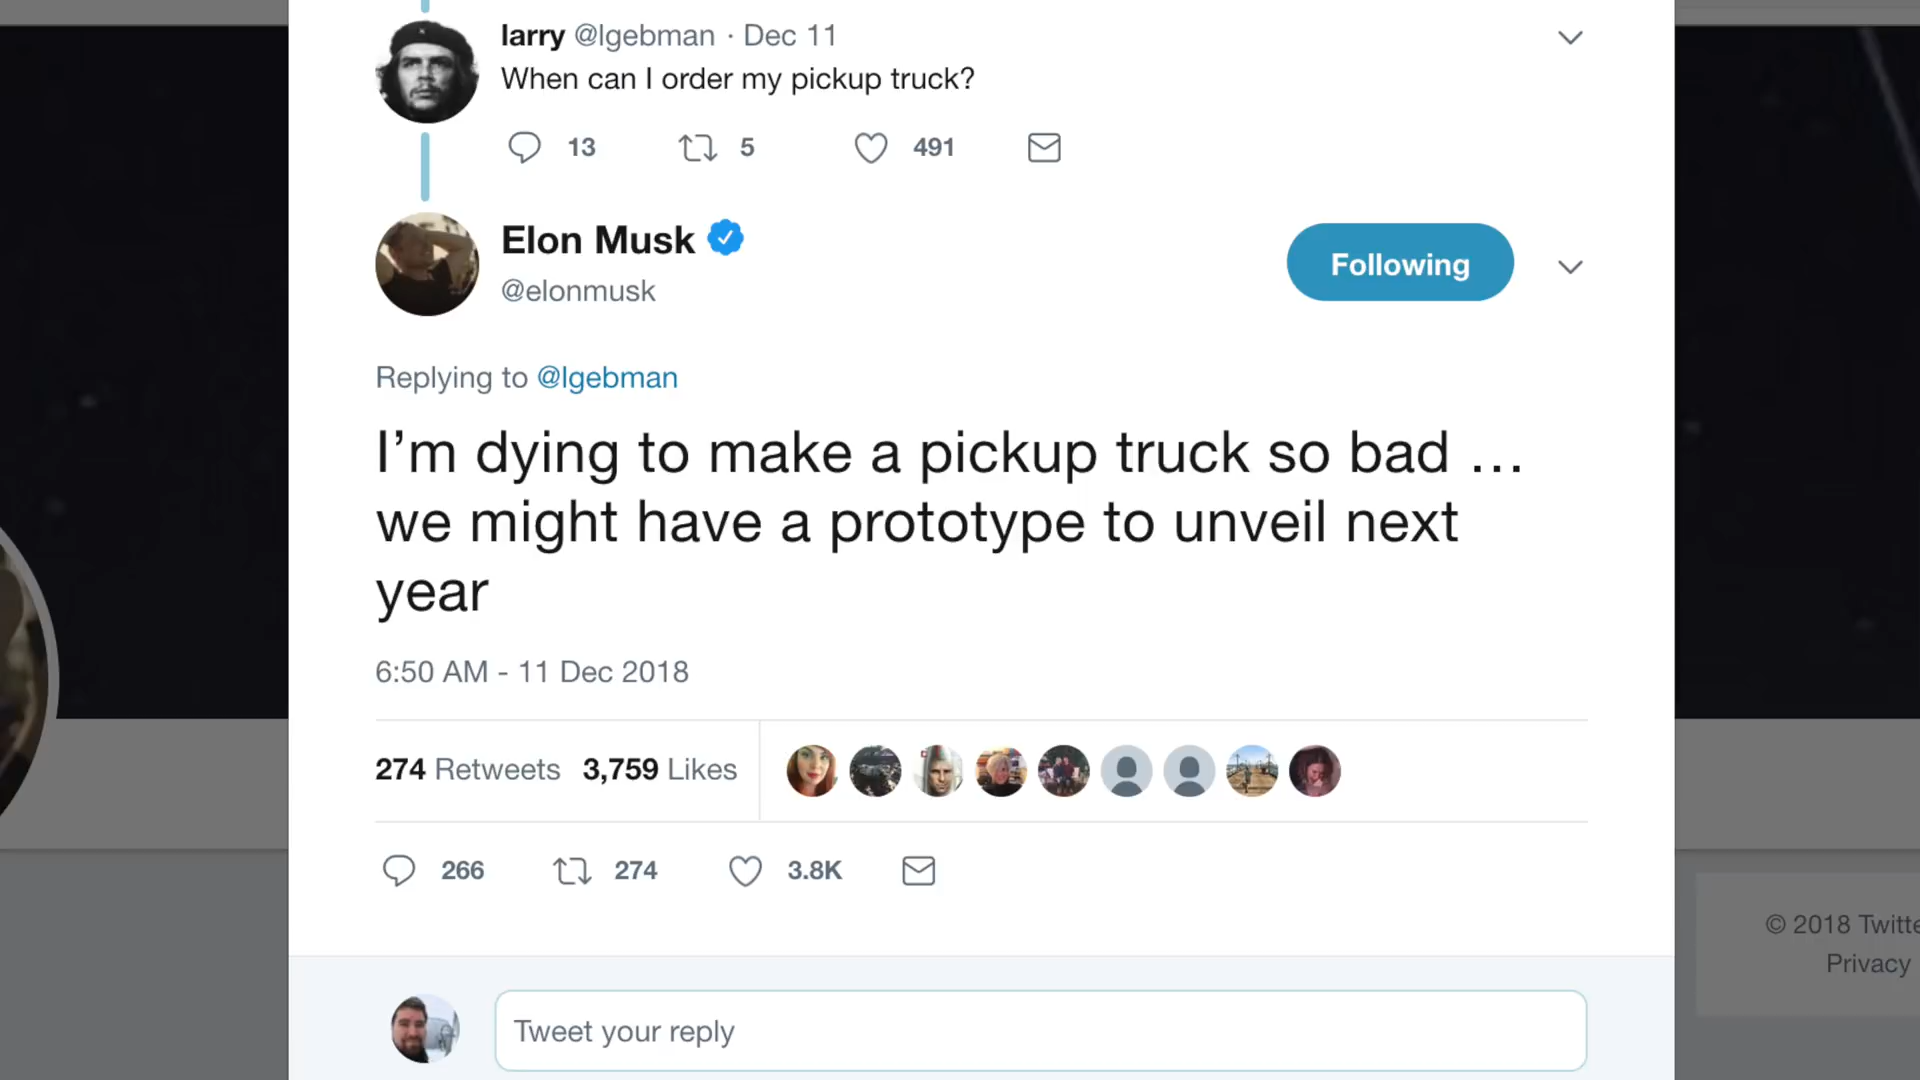 larry @lgebman · Dec 11
When can I order my pickup truck?
13 5 491
Elon Musk
@elonmusk
Following
Replying to @lgebman
I’m dying to make a pickup truck so bad …
we might have a prototype to unveil next
year
6:50 AM - 11 Dec 2018
274 Retweets 3,759 Likes
266 274 3.8K
© 2018 Twitte
Privacy
Tweet your reply